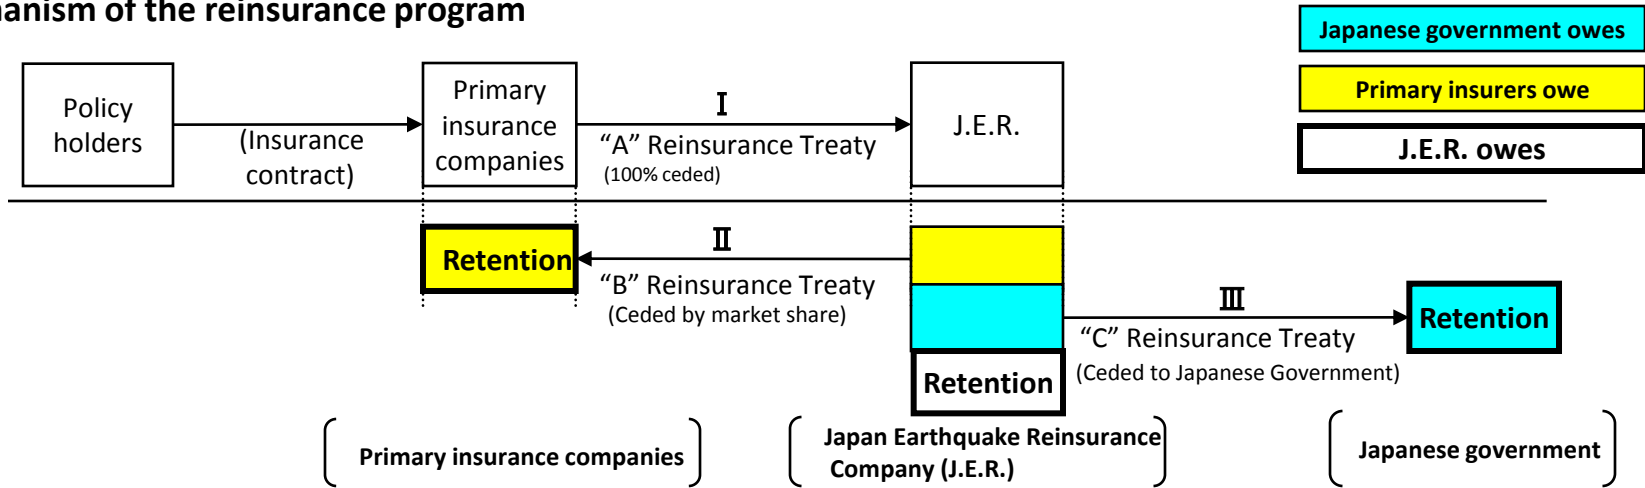 of the reinsurance program
Japanese government owes
Primary insurers owe
J.E.R. owes
Policy
holders
(Insurance
contract)
Primary
insurance
companies
I
“A” Reinsurance Treaty
(100% ceded)
J.E.R.
Retention
II
“B” Reinsurance Treaty
(Ceded by market share)
Retention
III
“C” Reinsurance Treaty
(Ceded to Japanese Government)
Retention
Primary insurance companies
Japan Earthquake Reinsurance
Company (J.E.R.)
Japanese government